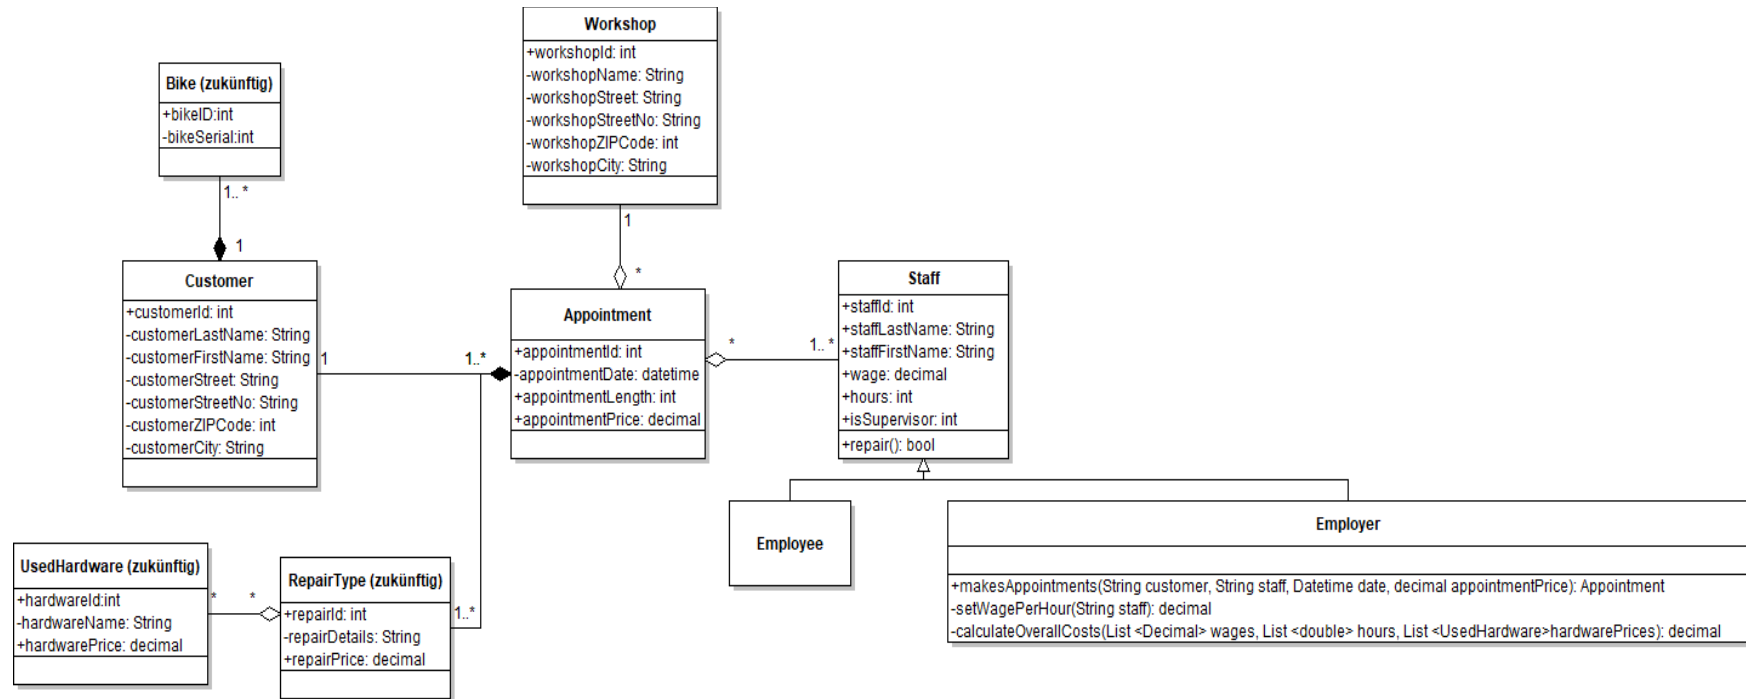 Workshop
+workshopId: int
-workshopName: String
-workshopStreet: String
-workshopStreetNo: String
-workshopZIPCode: int
-workshopCity: String
1
*
Bike (zukünftig)
+bikeID:int
-bikeSerial:int
1.. *
1
Customer
+customerId: int
-customerLastName: String
-customerFirstName: String
-customerStreet: String
-customerStreetNo: String
-customerZIPCode: int
-customerCity: String
1
1..*
Appointment
+appointmentId: int
-appointmentDate: datetime
+appointmentLength: int
+appointmentPrice: decimal
*
1.. *
Staff
+staffId: int
+staffLastName: String
+staffFirstName: String
+wage: decimal
+hours: int
+isSupervisor: int
+repair(): bool
Employee
Employer
+makesAppointments(String customer, String staff, Datetime date, decimal appointmentPrice): Appointment
-setWagePerHour(String staff): decimal
-calculateOverallCosts(List <Decimal> wages, List <double> hours, List <UsedHardware>hardwarePrices): decimal
UsedHardware (zukünftig)
+hardwareId:int
-hardwareName: String
+hardwarePrice: decimal
*
*
RepairType (zukünftig)
+repairId: int
-repairDetails: String
+repairPrice: decimal
1..*